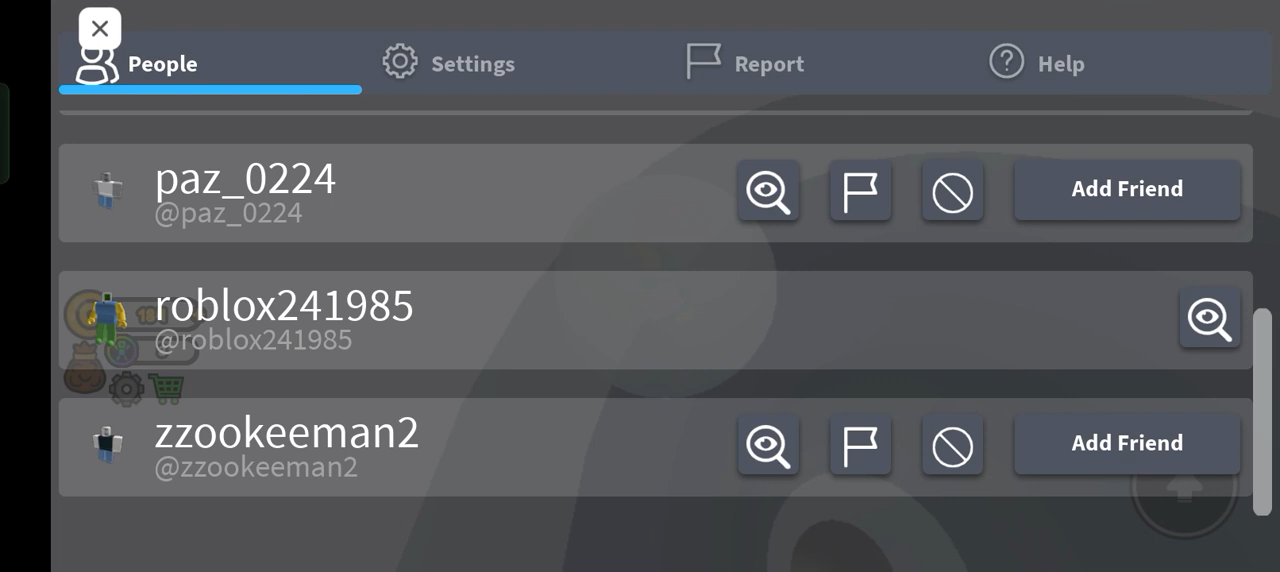 People
Settings
Report
Help
paz_0224
@paz_0224
Add Friend
roblox241985
@roblox241985
zzookeeman2
@zzookeeman2
Add Friend